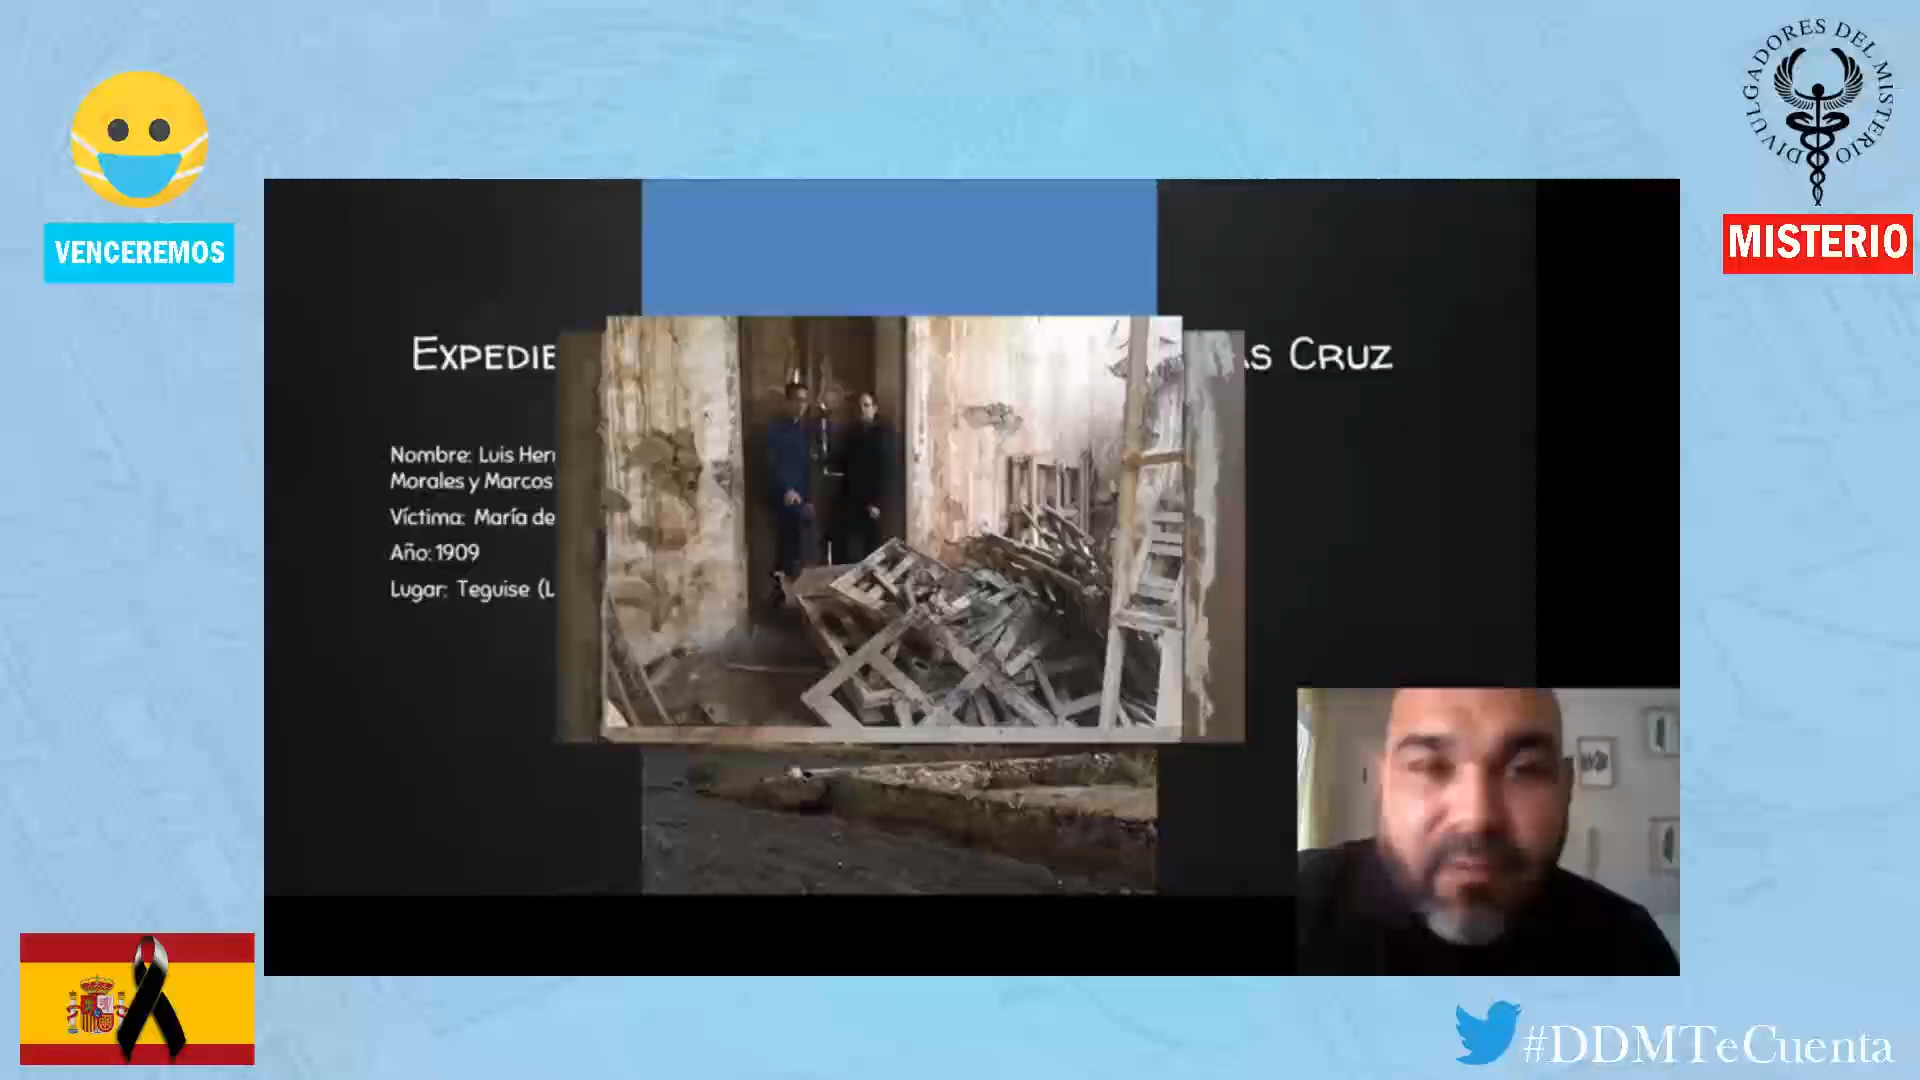 DIVULGADORES DEL MISTERIO
VENCEREMOS
MISTERIO
EXPEDIE
AS CRUZ
Nombre: Luis Her
Morales y Marcos
Víctima: María de
Año: 1909
Lugar: Teguise (L
#DDMTeCuenta